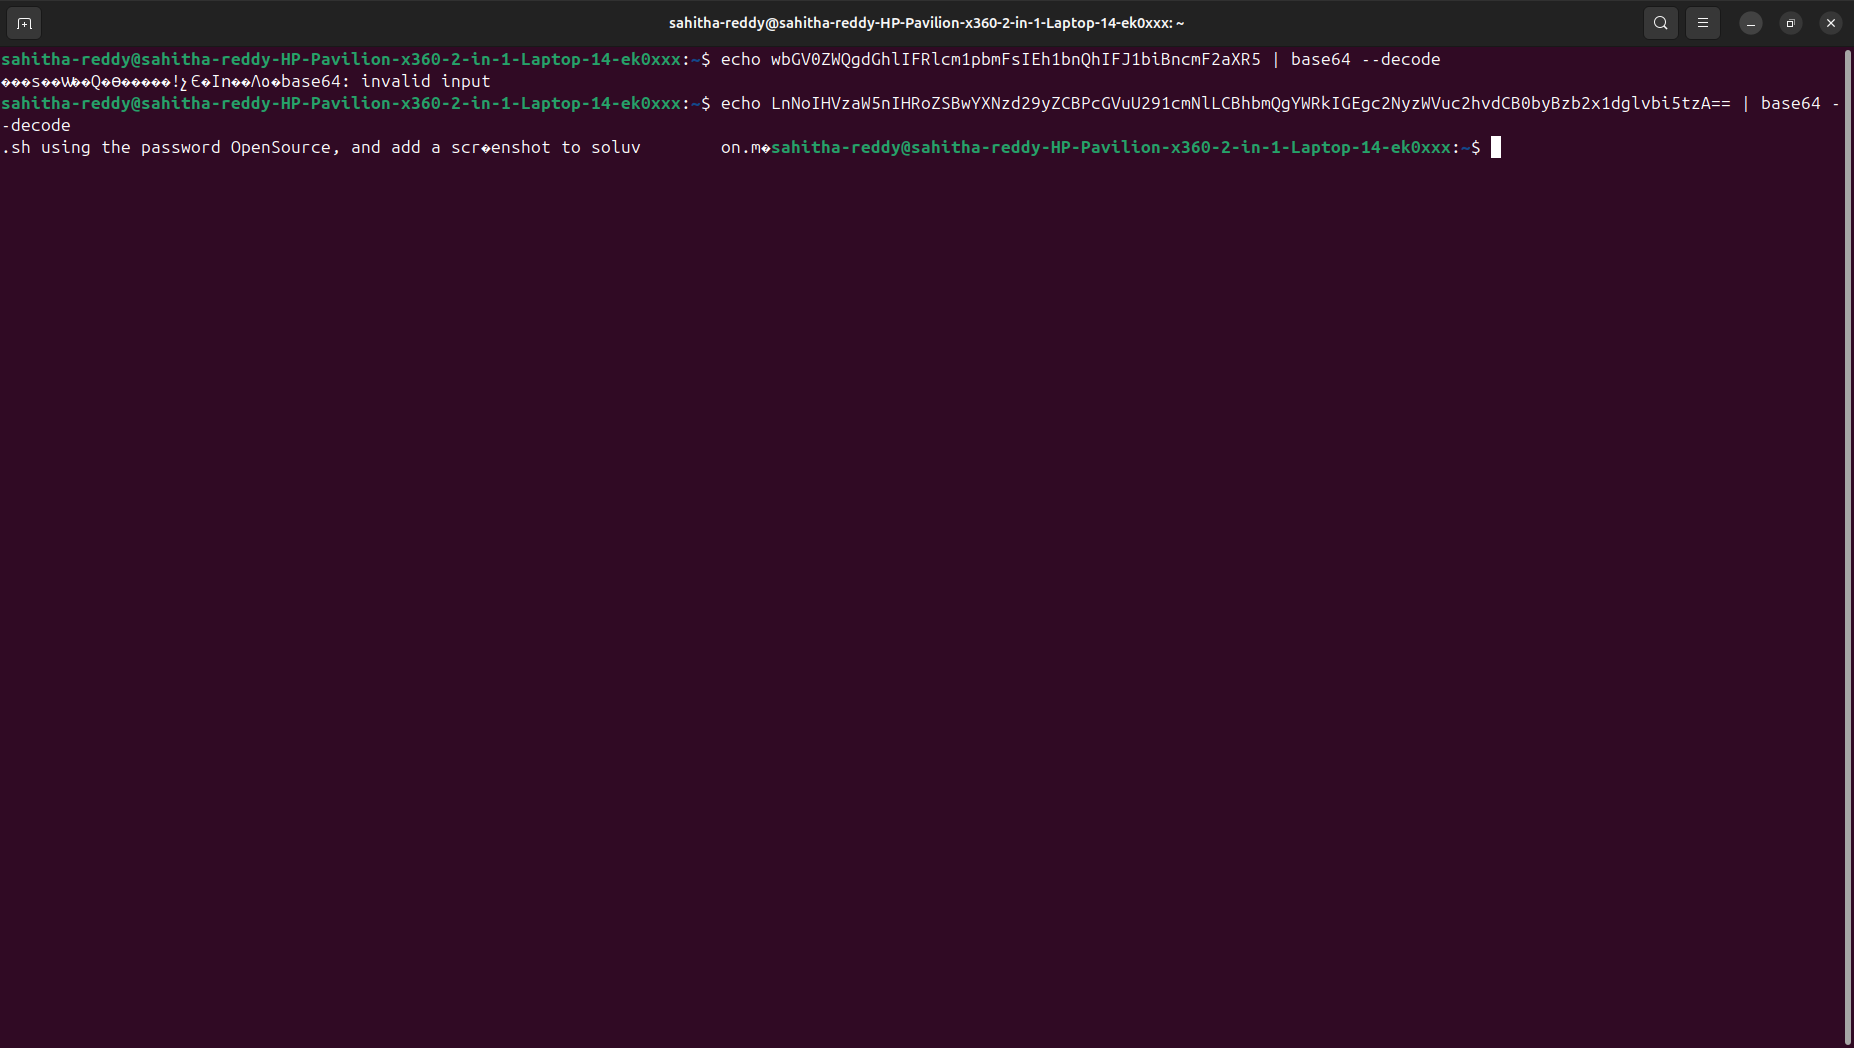 sahitha-reddy@sahitha-reddy-HP-Pavilion-x360-2-in-1-Laptop-14-ek0xxx: ~
sahitha-reddy@sahitha-reddy-HP-Pavilion-x360-2-in-1-Laptop-14-ek0xxx:~$ echo wbGV0ZWQgdGhlIFRlcm1pbmFsIEh1bnQhIFJ1biBncmF2aXR5 | base64 --decode
���s��W��Q�ө�����!ɂЄ�In��Ʌo�base64: invalid input
sahitha-reddy@sahitha-reddy-HP-Pavilion-x360-2-in-1-Laptop-14-ek0xxx:~$ echo LnNoIHVzaW5nIHRoZSBwYXNzd29yZCBPcGVuU291cmNlLCBhbmQgYWRkIGEgc2NyzWVuc2hvdCB0byBzb2x1dglvbi5tzA== | base64 -
-decode
.sh using the password OpenSource, and add a scr�enshot to soluv        on.m�sahitha-reddy@sahitha-reddy-HP-Pavilion-x360-2-in-1-Laptop-14-ek0xxx:~$